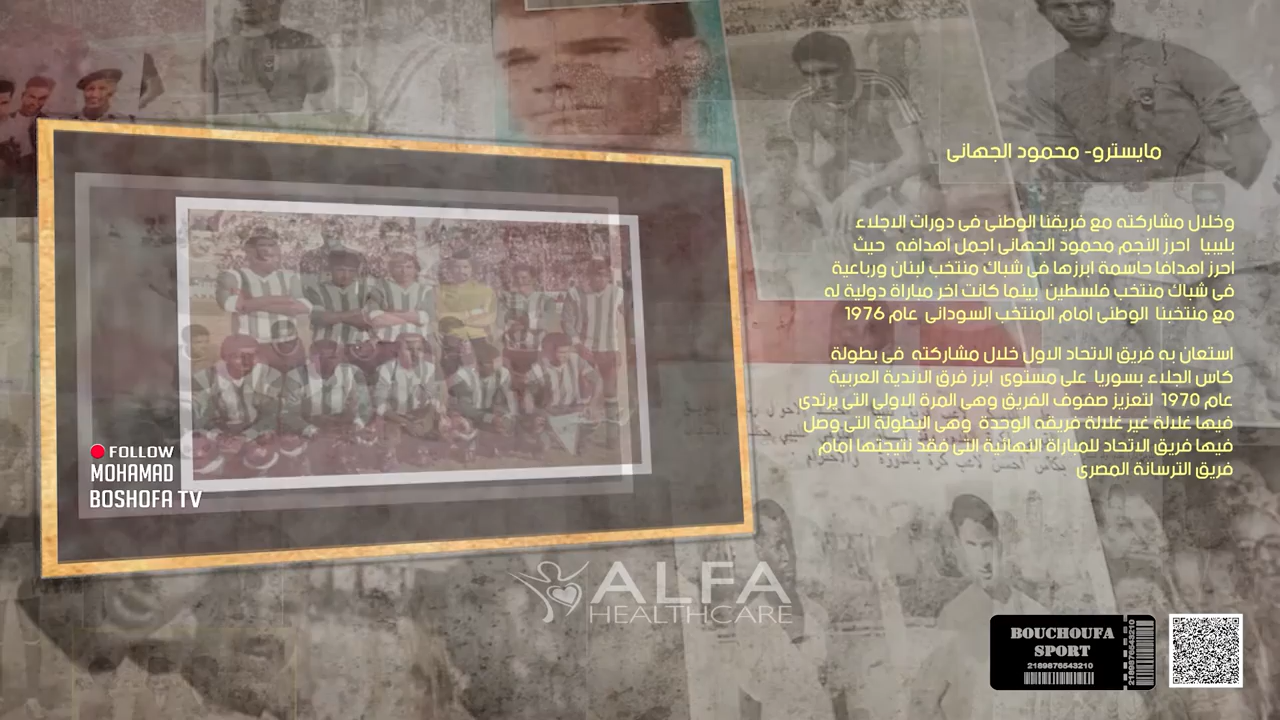 مايسترو- محمود الجهانى
وخلال مشاركته مع فريقنا الوطنى فى دورات الاجلاء
بليبيا احرز النجم محمود الجهانى اجمل اهدافه حيث
احرز اهدافا حاسمة ابرزها فى شباك منتخب لبنان ورباعية
فى شباك منتخب فلسطين بينما كانت اخر مباراة دولية له
مع منتخبنا الوطنى امام المنتخب السودانى عام 1976
استعان به فريق الاتحاد الاول خلال مشاركته فى بطولة
كاس الجلاء بسوريا على مستوى ابرز فرق الاندية العربية
عام 1970 لتعزيز صفوف الفريق وهى المرة الاولى التى يرتدى
فيها غلالة غير غلالة فريقه الوحدة وهى البطولة التى وصل
فيها فريق الاتحاد للمباراة النهائية التى فقد نتيجتها امام
فريق الترسانة المصرى
FOLLOW
MOHAMAD
BOSHOFA TV
ALFA
HEALTHCARE
BOUCHOUFA
SPORT
2189876543210
2189876543210